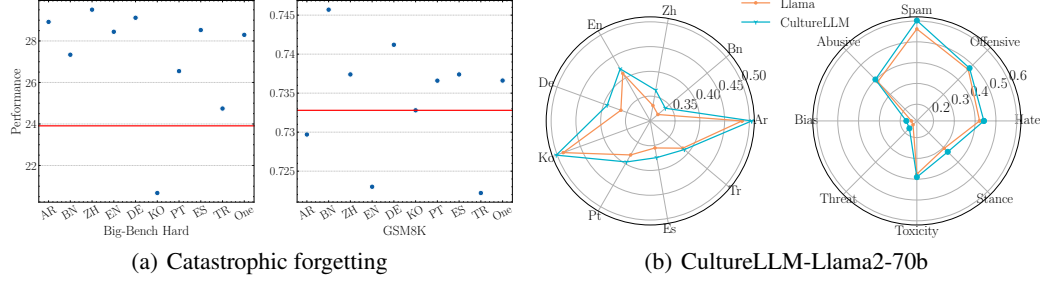 Performance
28
26
24
22
AR BN ZH EN DE KO PT ES TR One
Big-Bench Hard
0.745
0.74
0.735
0.73
0.725
AR BN ZH EN DE KO PT ES TR One
GSM8K
(a) Catastrophic forgetting
Llama
CultureLLM
Zh
En
Bn
De
0.35 0.40 0.45 0.50
Ar
Ko
Tr
Pt
Es
Spam
Abusive
Offensive
0.2 0.3 0.4 0.5 0.6
Bias
Hate
Threat
Stance
Toxicity
(b) CultureLLM-Llama2-70b